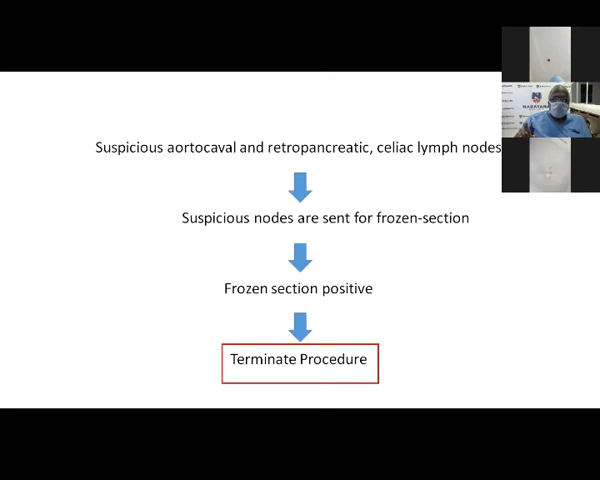 Suspicious aortocaval and retropancreatic, celiac lymph nodes
Suspicious nodes are sent for frozen-section
Frozen section positive
Terminate Procedure